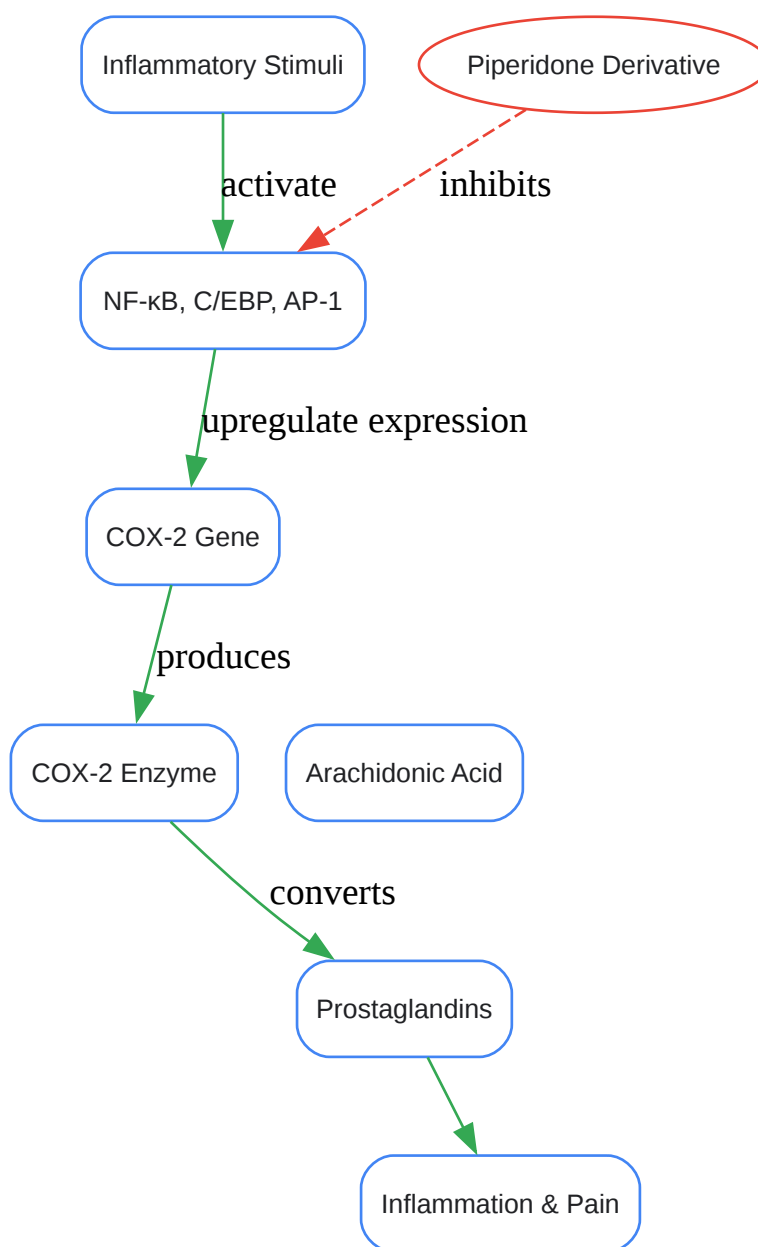 Inflammatory Stimuli
Piperidone Derivative
activate
inhibits
NF-κB, C/EBP, AP-1
upregulate expression
COX-2 Gene
produces
COX-2 Enzyme
Arachidonic Acid
converts
Prostaglandins
Inflammation & Pain